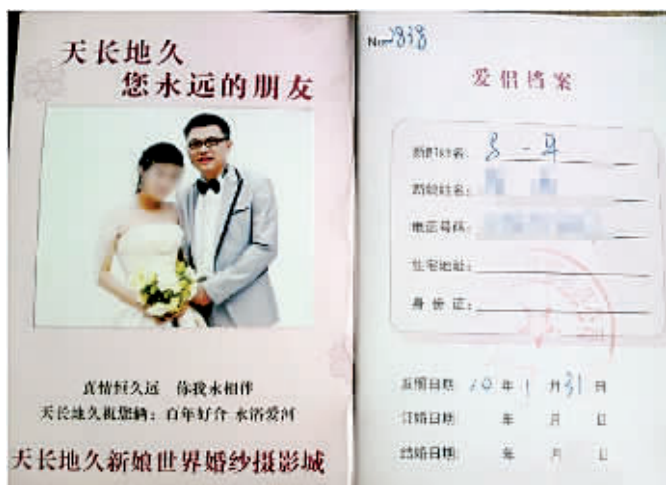 天长地久
您永远的朋友
真情恒久远 你我永相伴
天长地久祝您俩：百年好合 永浴爱河
天长地久新娘世界婚纱摄影城
No 2838
爱侣档案
新郎姓名:
新娘姓名:
电话号码:
住宅地址:
身份证:
发照日期: 10 年 1 月 31 日
订婚日期: 年 月 日
结婚日期: 年 月 日